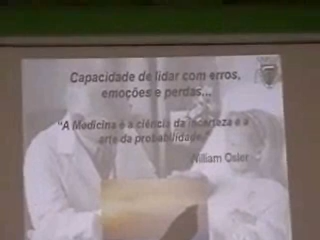 Capacidade de lidar com erros,
emoções e perdas...
"A Medicina é a ciência da incerteza e a
arte da probabilidade."
William Osler